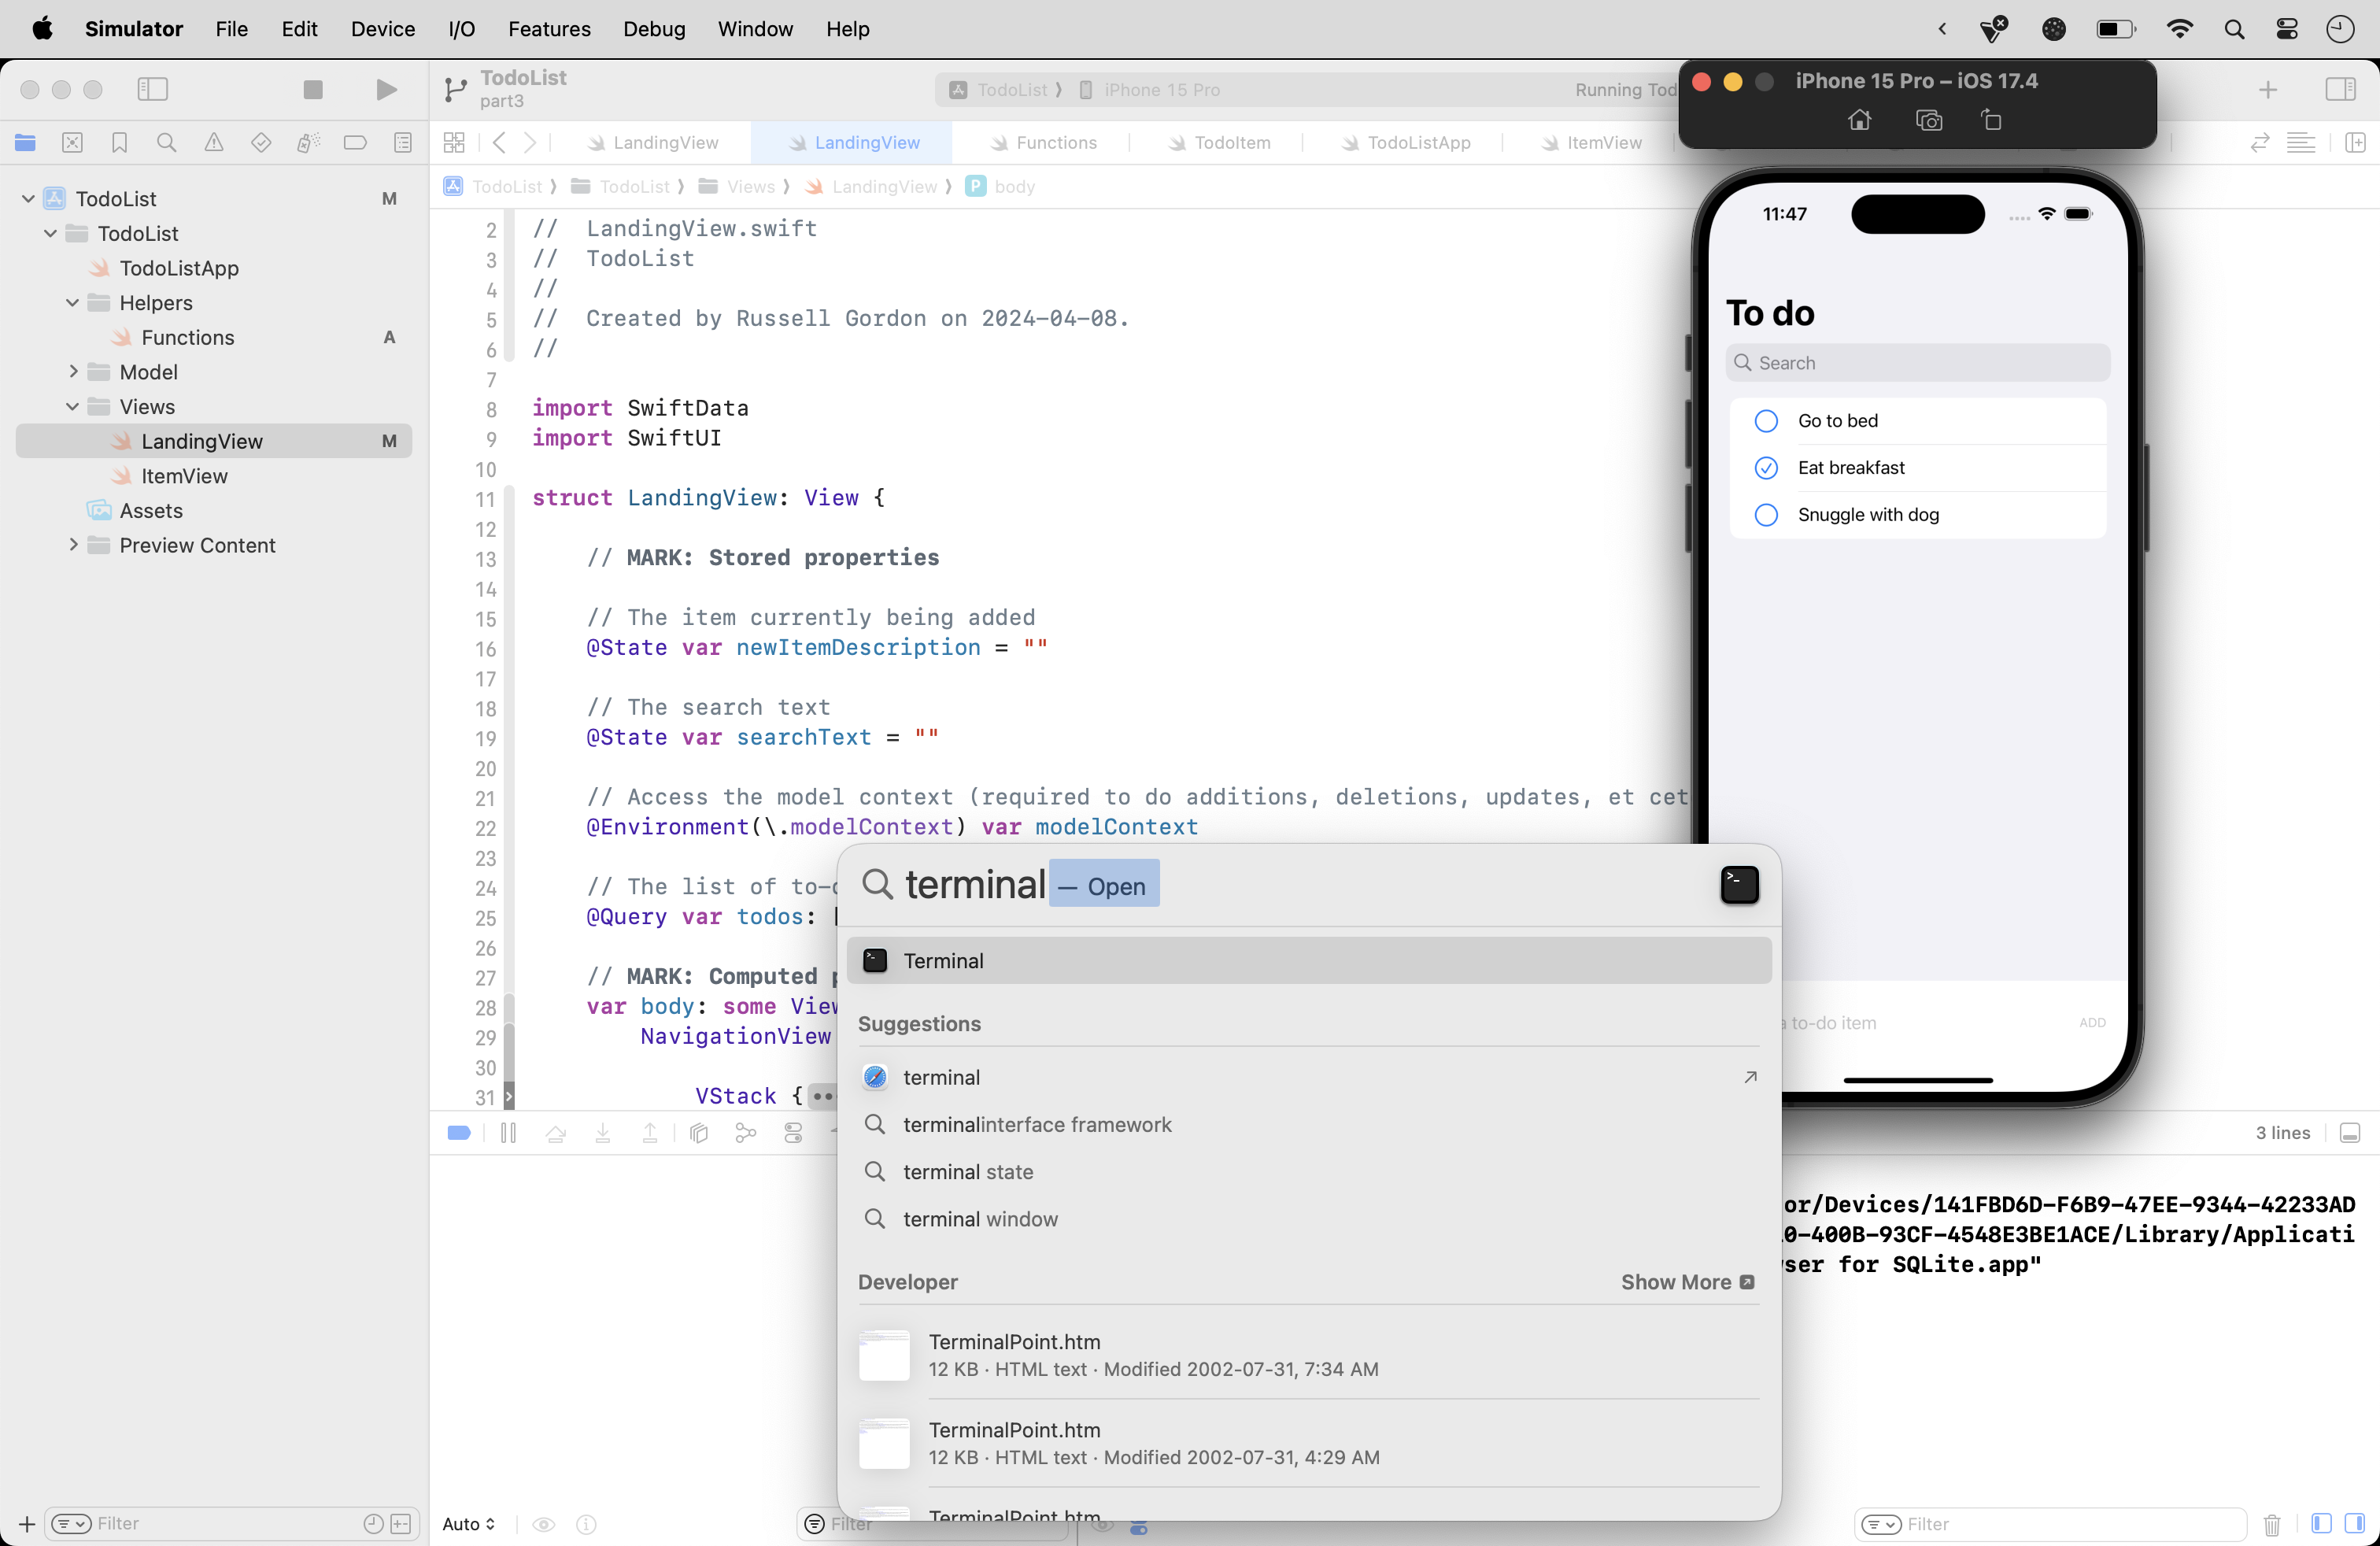 Simulator File Edit Device I/O Features Debug Window Help
TodoList
part3
TodoList ⟩ iPhone 15 Pro
Running Tod
iPhone 15 Pro – iOS 17.4
LandingView LandingView Functions TodoItem TodoListApp ItemView
TodoList ⟩ TodoList ⟩ Views ⟩ LandingView ⟩ P body
TodoList M
TodoList
TodoListApp
Helpers
Functions A
Model
Views
LandingView M
ItemView
Assets
Preview Content
2 // LandingView.swift
3 // TodoList
4 //
5 // Created by Russell Gordon on 2024-04-08.
6 //
7
8 import SwiftData
9 import SwiftUI
10
11 struct LandingView: View {
12
13 // MARK: Stored properties
14
15 // The item currently being added
16 @State var newItemDescription = ""
17
18 // The search text
19 @State var searchText = ""
20
21 // Access the model context (required to do additions, deletions, updates, et cet
22 @Environment(\.modelContext) var modelContext
23
24 // The list of to-
25 @Query var todos:
26
27 // MARK: Computed
28 var body: some View
29 NavigationView
30
31 VStack {
11:47
To do
Search
Go to bed
Eat breakfast
Snuggle with dog
to-do item ADD
terminal — Open
Terminal
Suggestions
terminal
terminalinterface framework
terminal state
terminal window
Developer Show More
TerminalPoint.htm
12 KB · HTML text · Modified 2002-07-31, 7:34 AM
TerminalPoint.htm
12 KB · HTML text · Modified 2002-07-31, 4:29 AM
TerminalPoint.htm
3 lines
or/Devices/141FBD6D-F6B9-47EE-9344-42233AD
0-400B-93CF-4548E3BE1ACE/Library/Applicati
ser for SQLite.app"
Filter
Auto
Filter
Filter